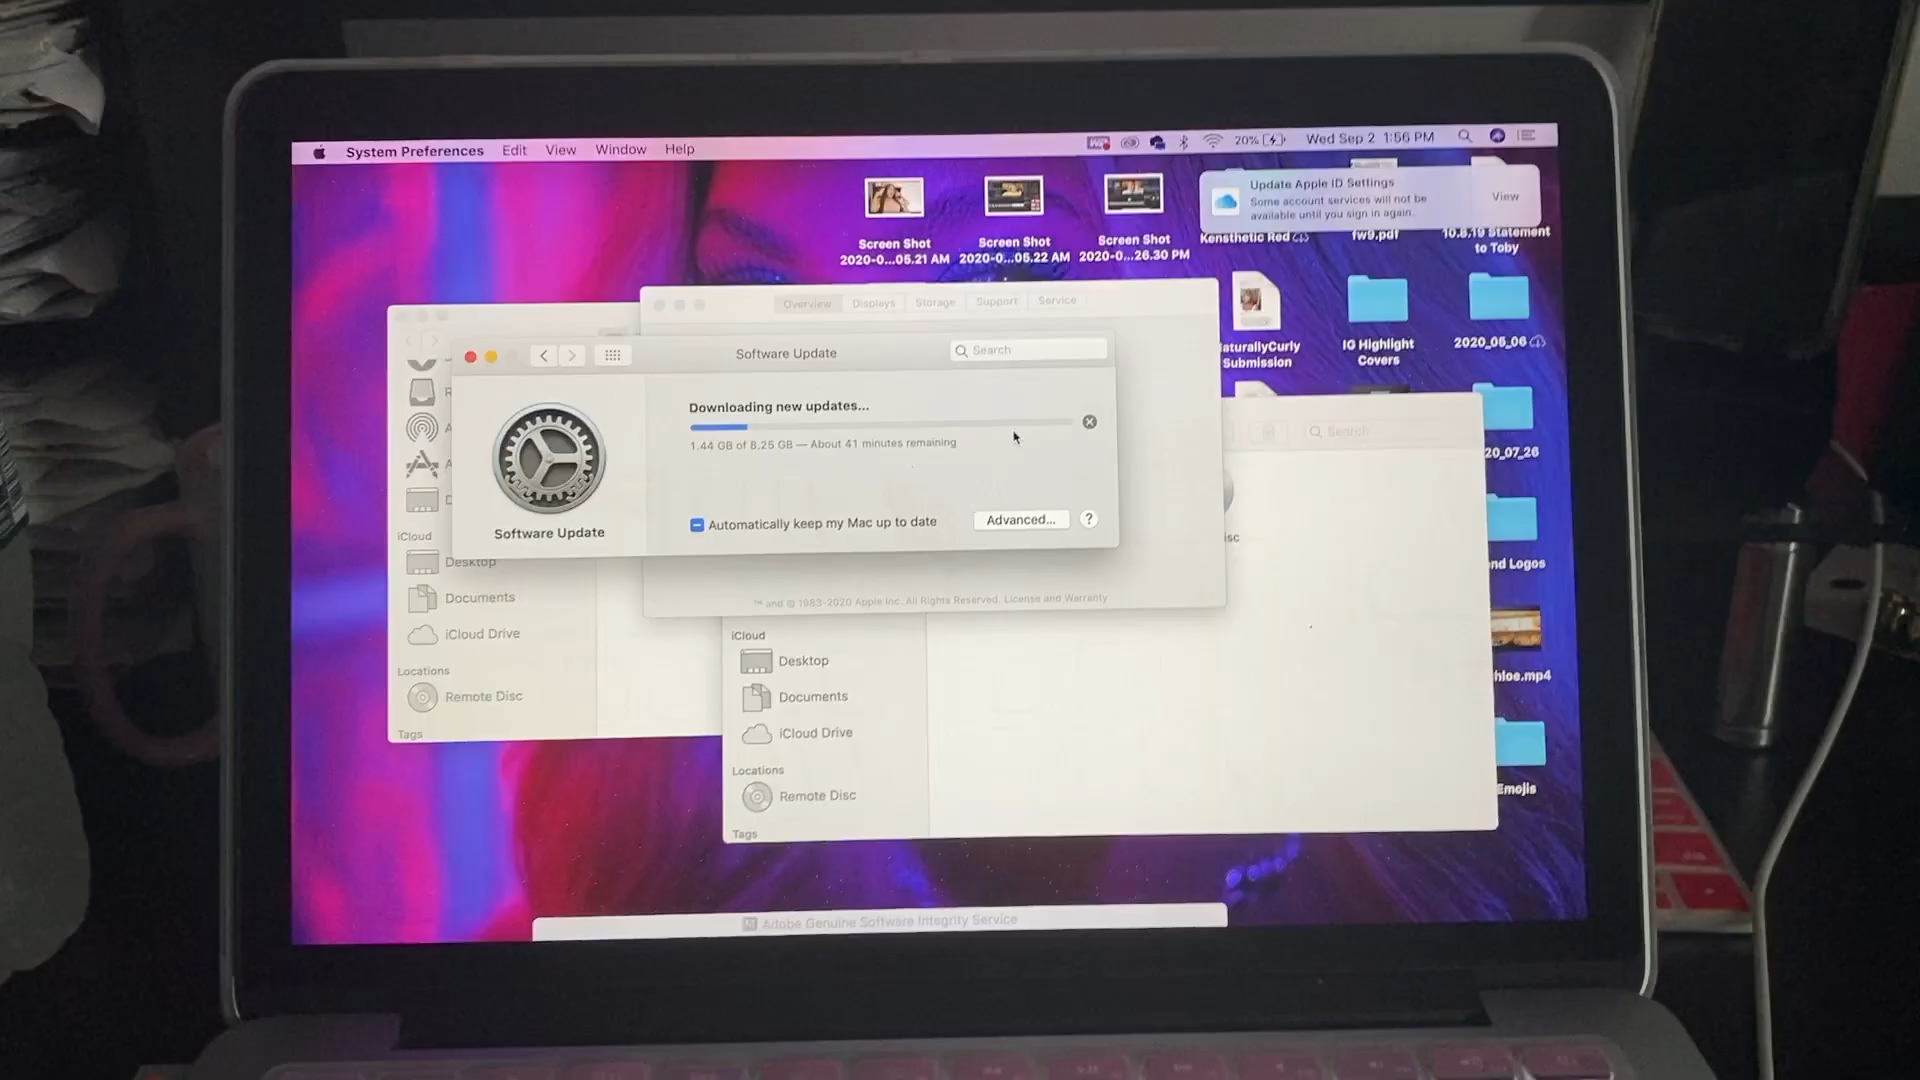 System Preferences Edit View Window Help
20% Wed Sep 2 1:56 PM
Update Apple ID Settings
Some account services will not be
available until you sign in again.
View
Screen Shot
2020-0...05.21 AM
Screen Shot
2020-0...05.22 AM
Screen Shot
2020-0...26.30 PM
Kensthetic Red
fw9.pdf
10.8.19 Statement
to Toby
Overview Displays Storage Support Service
aturallyCurly
Submission
IG Highlight
Covers
2020_05_06
Software Update
Search
Downloading new updates...
1.44 GB of 8.25 GB — About 41 minutes remaining
Automatically keep my Mac up to date
Advanced...
?
Software Update
Search
20_07_26
isc
nd Logos
hloe.mp4
Emojis
iCloud
Desktop
Documents
iCloud Drive
Locations
Remote Disc
Tags
™ and © 1983-2020 Apple Inc. All Rights Reserved. License and Warranty
iCloud
Desktop
Documents
iCloud Drive
Locations
Remote Disc
Tags
Adobe Genuine Software Integrity Service